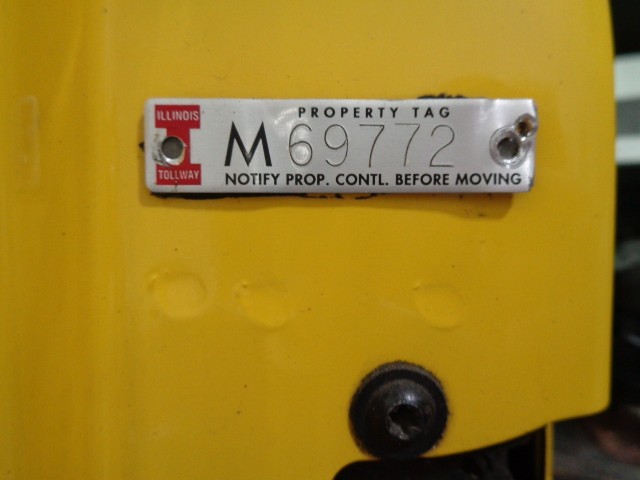 PROPERTY TAG
ILLINOIS
TOLLWAY
M 69772
NOTIFY PROP. CONTL. BEFORE MOVING